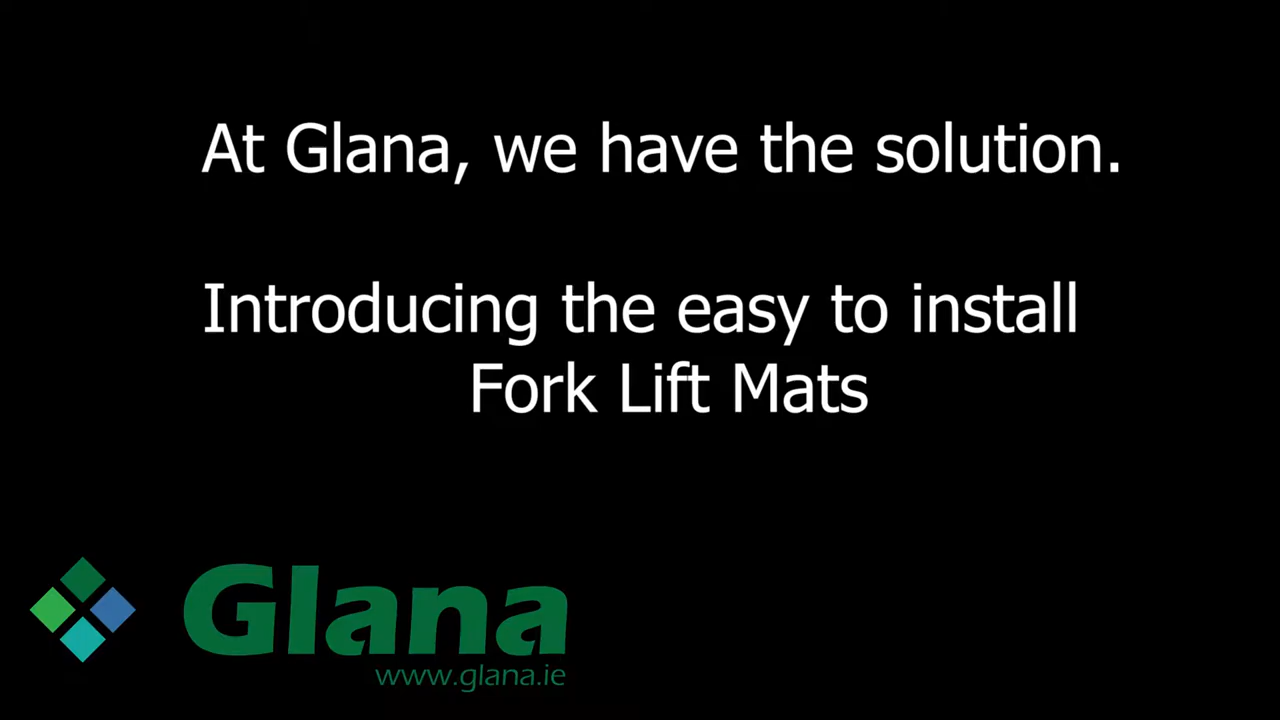 At Glana, we have the solution.
Introducing the easy to install
Fork Lift Mats
Glana
www.glana.ie